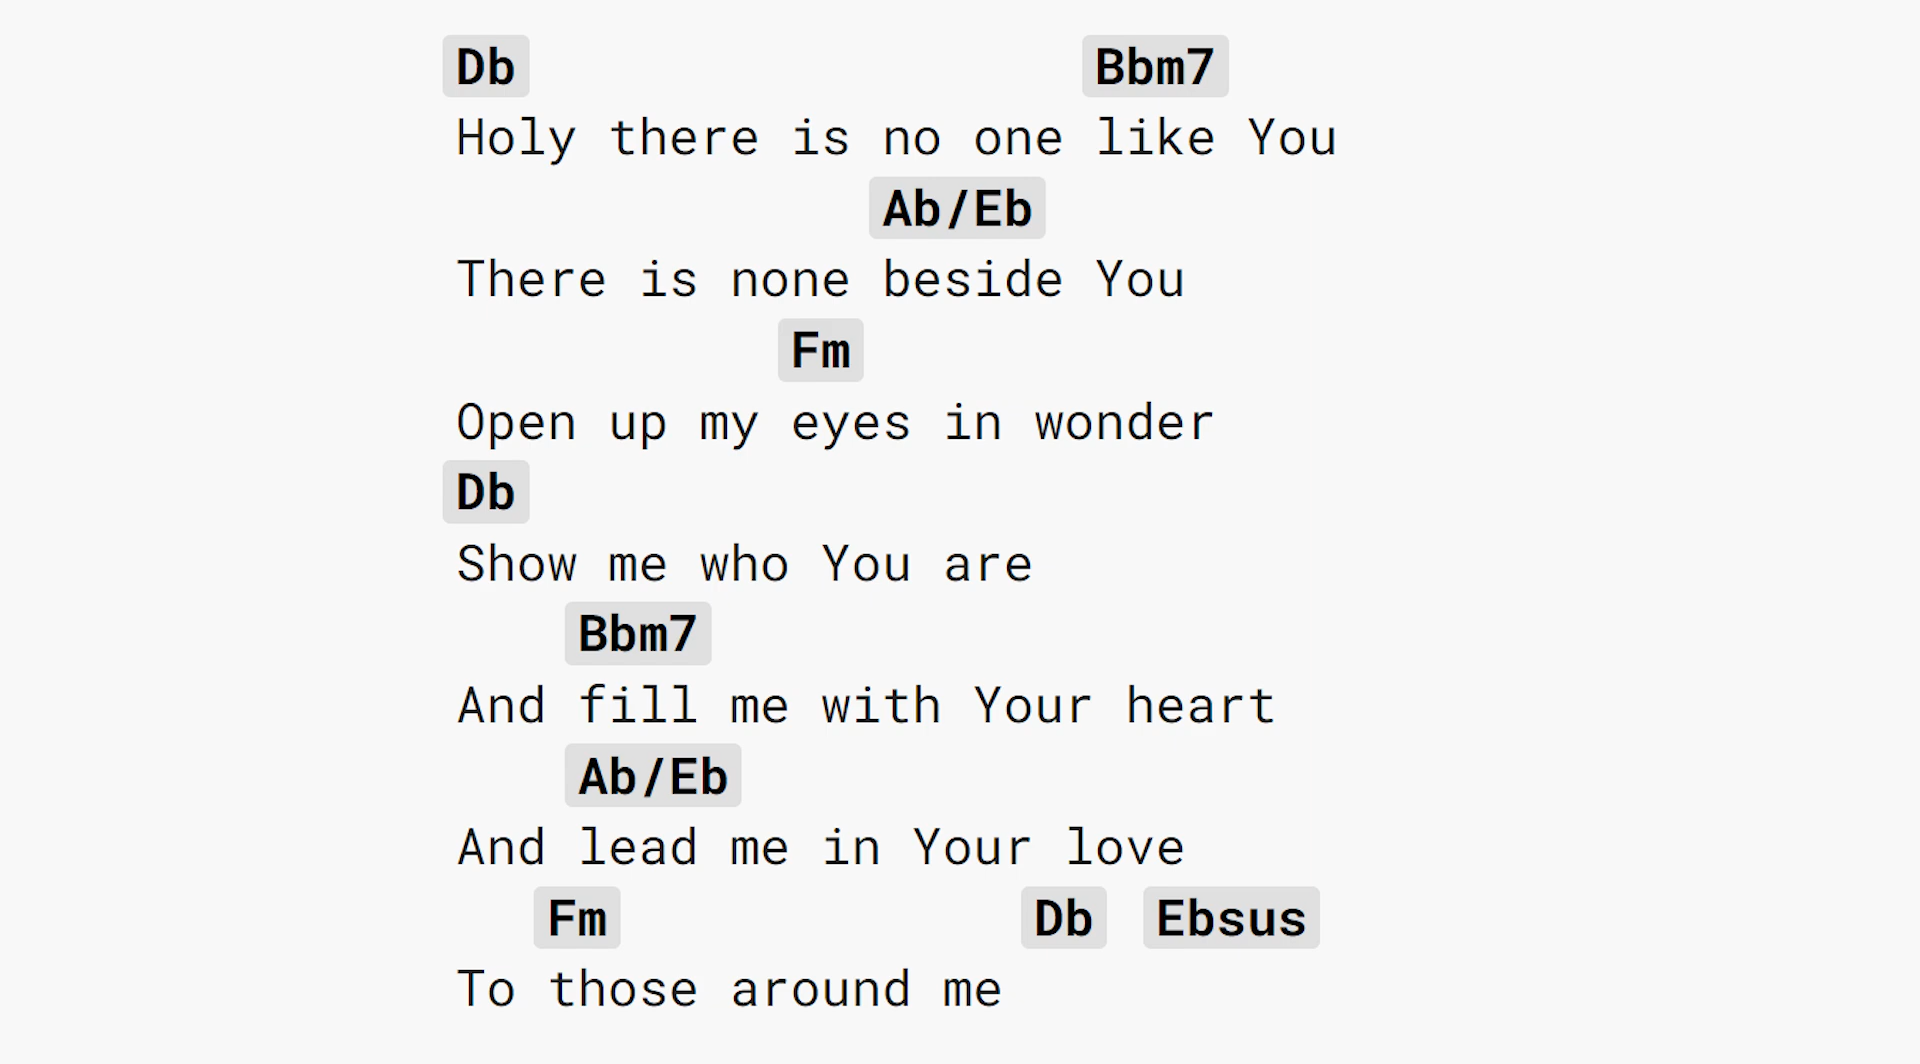 Db Bbm7
Holy there is no one like You
Ab/Eb
There is none beside You
Fm
Open up my eyes in wonder
Db
Show me who You are
Bbm7
And fill me with Your heart
Ab/Eb
And lead me in Your love
Fm Db Ebsus
To those around me